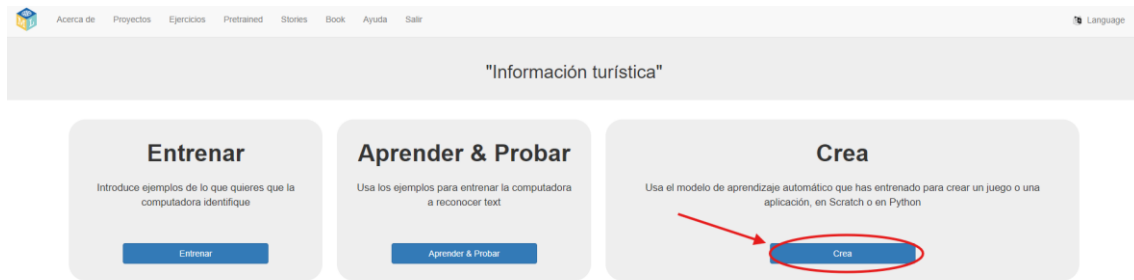 Acerca de Proyectos Ejercicios Pretrained Stories Book Ayuda Salir Language
"Información turística"
Entrenar
Introduce ejemplos de lo que quieres que la
computadora identifique
Entrenar
Aprender & Probar
Usa los ejemplos para entrenar la computadora
a reconocer text
Aprender & Probar
Crea
Usa el modelo de aprendizaje automático que has entrenado para crear un juego o una
aplicación, en Scratch o en Python
Crea